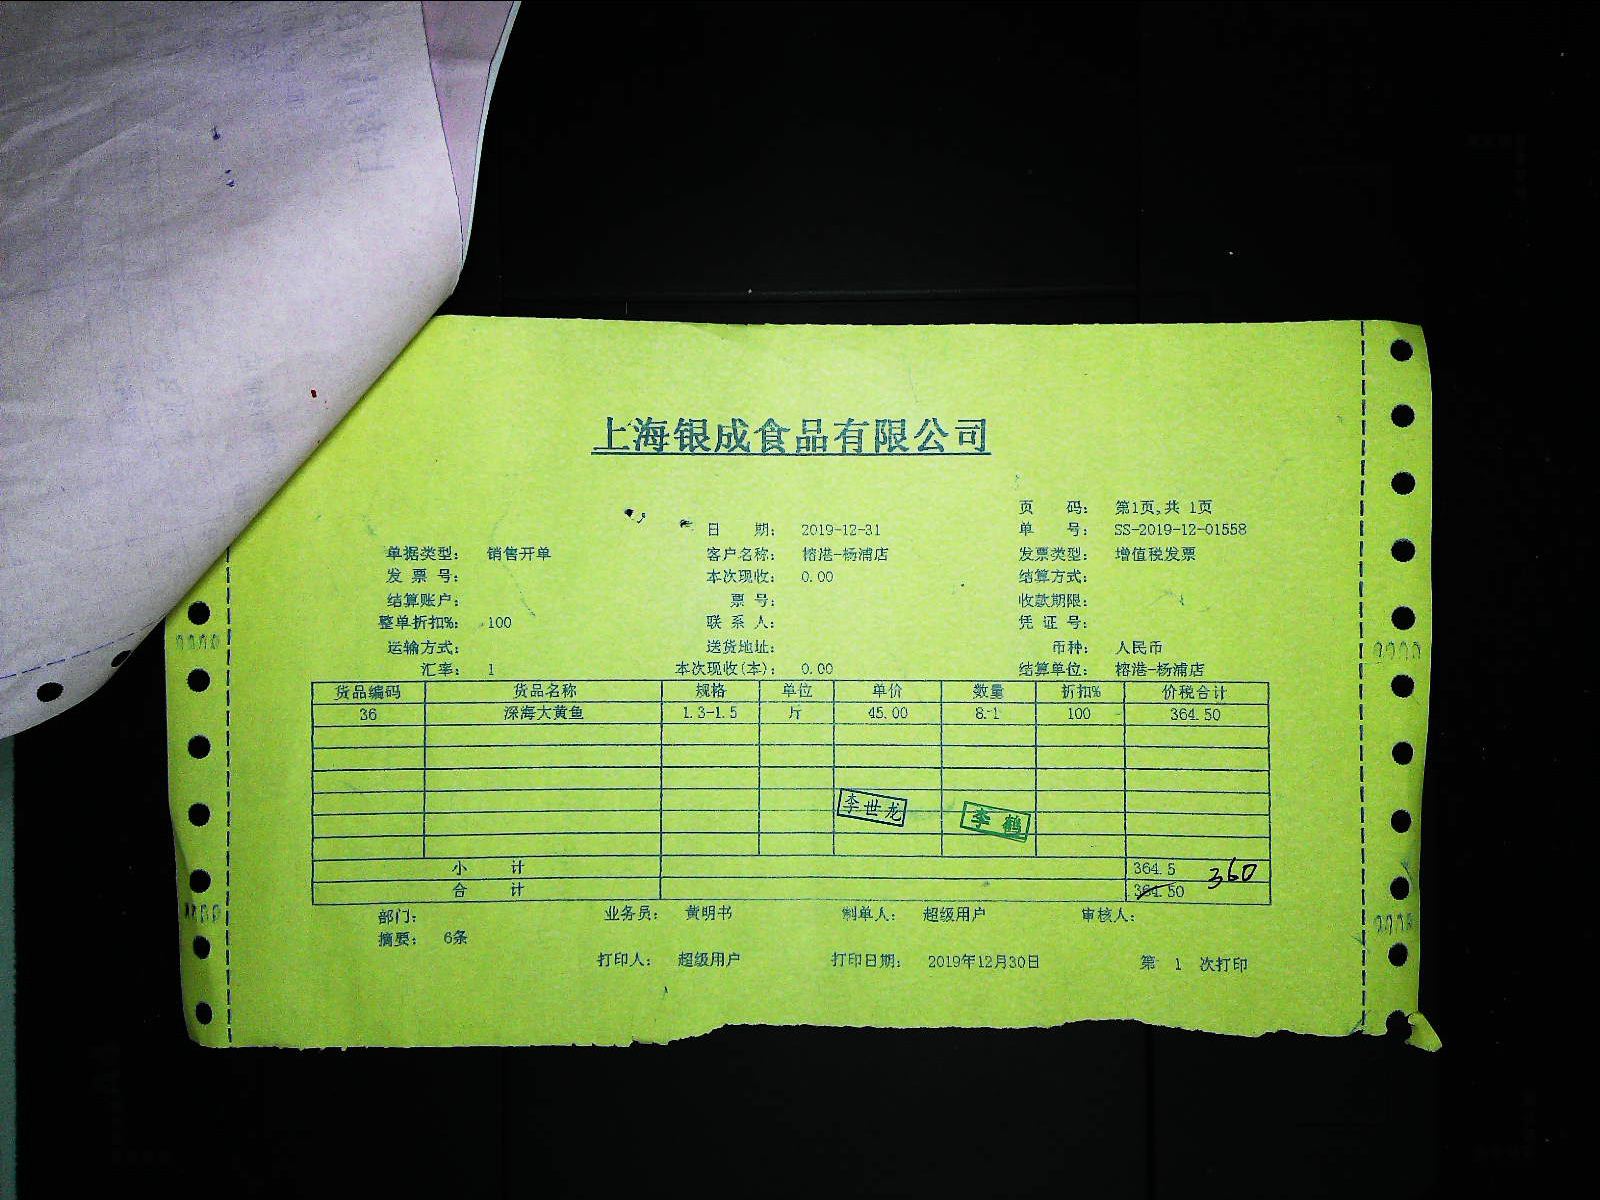 上海银成食品有限公司
页 码： 第1页,共 1页
日 期： 2019-12-31 单 号： SS-2019-12-01558
单据类型： 销售开单 客户名称： 榕港-杨浦店 发票类型： 增值税发票
发 票 号： 本次现收： 0.00 结算方式：
结算账户： 票 号： 收款期限：
整单折扣%： 100 联 系 人： 凭 证 号：
运输方式： 送货地址： 币种： 人民币
汇率： 1 本次现收(本)： 0.00 结算单位： 榕港-杨浦店
货品编码 货品名称 规格 单位 单价 数量 折扣% 价税合计
36 深海大黄鱼 1.3-1.5 斤 45.00 8.1 100 364.50
李世龙 李鹤
小 计 364.5 360
合 计 364.50
部门： 业务员： 黄明书 制单人： 超级用户 审核人：
摘要： 6条
打印人： 超级用户 打印日期： 2019年12月30日 第 1 次打印